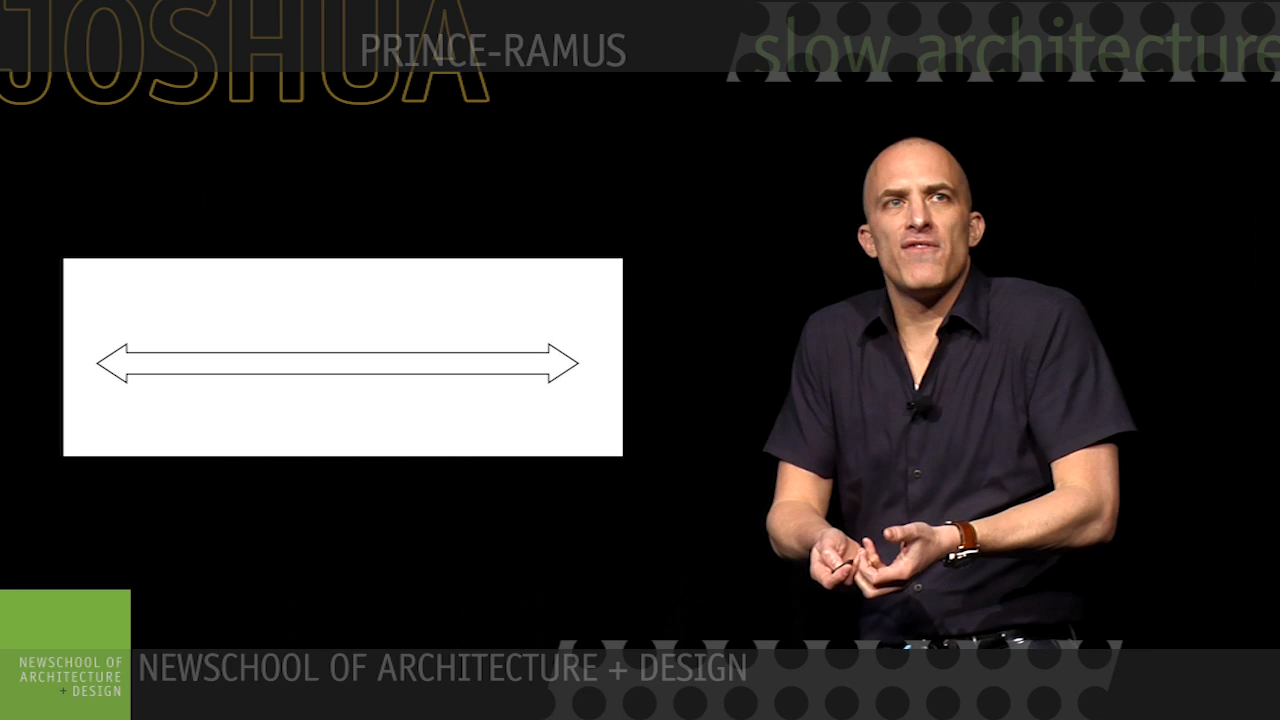 JOSHUA
PRINCE-RAMUS
slow architecture
NEWSCHOOL OF
ARCHITECTURE
+ DESIGN
NEWSCHOOL OF ARCHITECTURE + DESIGN